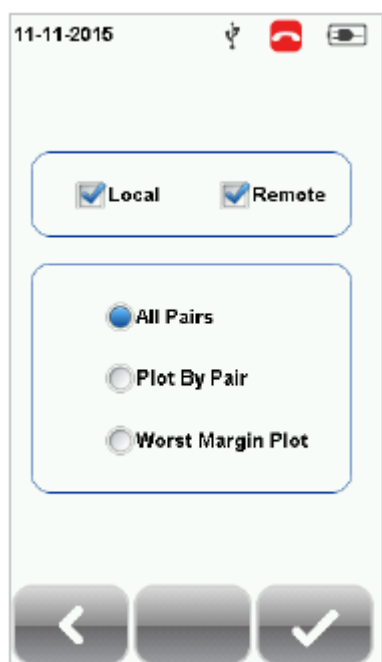 11-11-2015
Local Remote
All Pairs
Plot By Pair
Worst Margin Plot